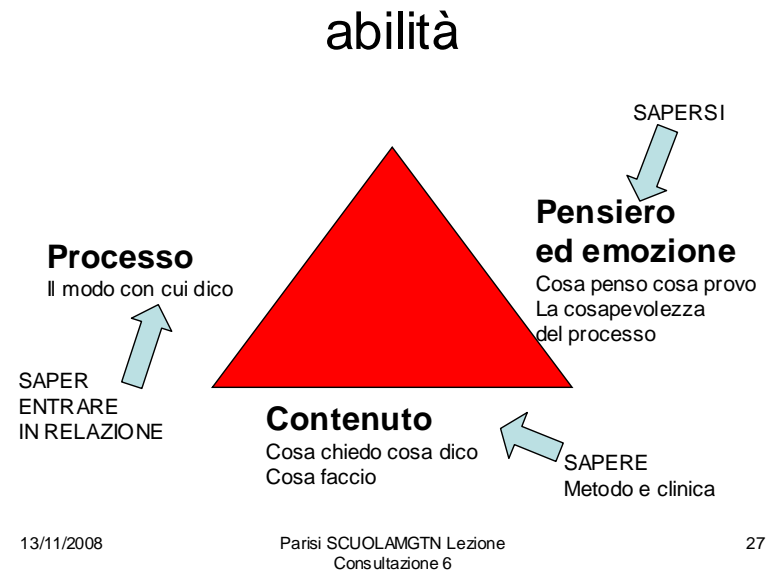 abilità
SAPERSI
Pensiero
ed emozione
Cosa penso cosa provo
La cosapevolezza
del processo
Processo
Il modo con cui dico
SAPER
ENTRARE
IN RELAZIONE
Contenuto
Cosa chiedo cosa dico
Cosa faccio
SAPERE
Metodo e clinica
13/11/2008
Parisi SCUOLAMGTN Lezione
Consultazione 6
27